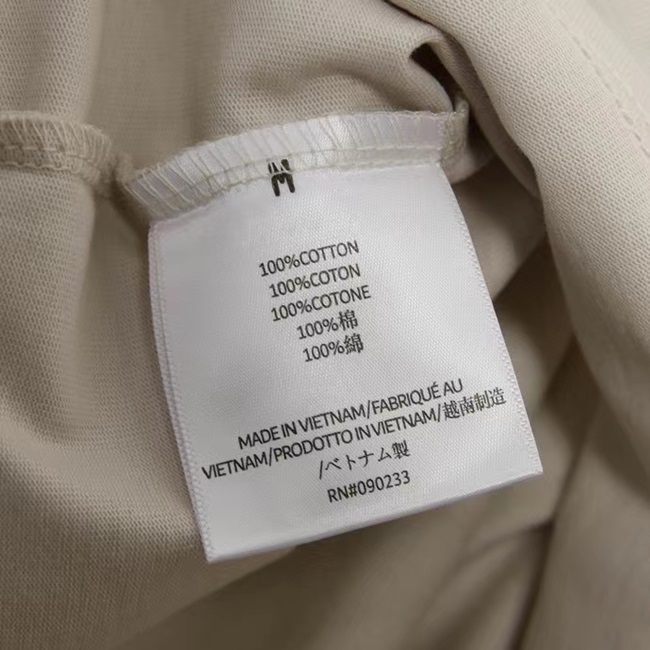 M
100%COTTON
100%COTON
100%COTONE
100%棉
100%綿
MADE IN VIETNAM/FABRIQUÉ AU
VIETNAM/PRODOTTO IN VIETNAM/越南制造
/ベトナム製
RN#090233